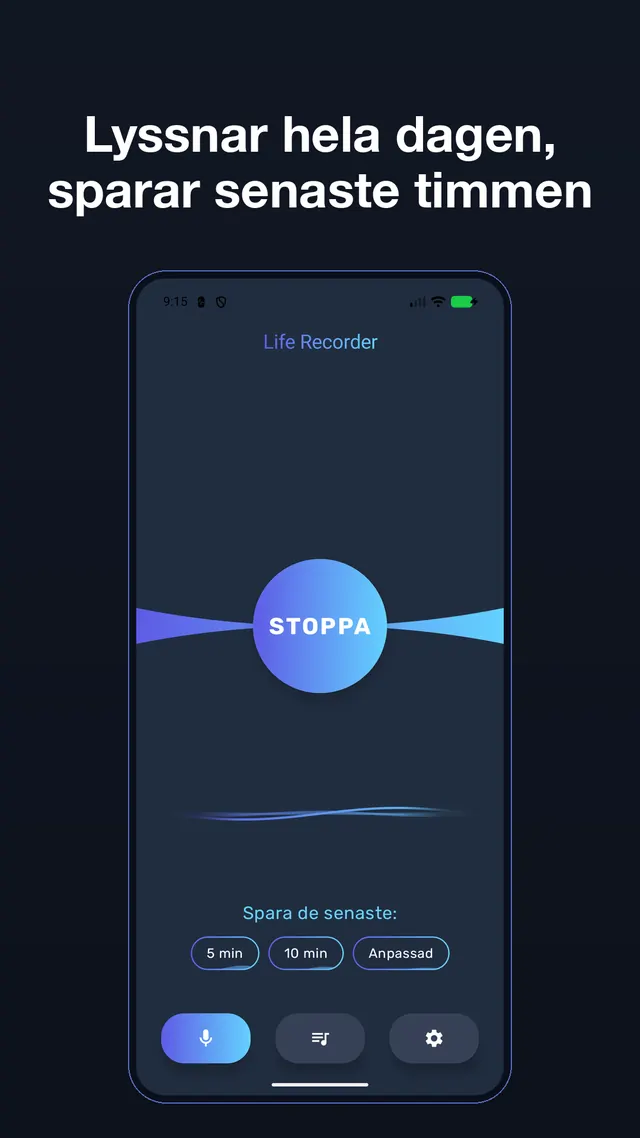 Lyssnar hela dagen,
sparar senaste timmen
9:15
Life Recorder
STOPPA
Spara de senaste:
5 min
10 min
Anpassad